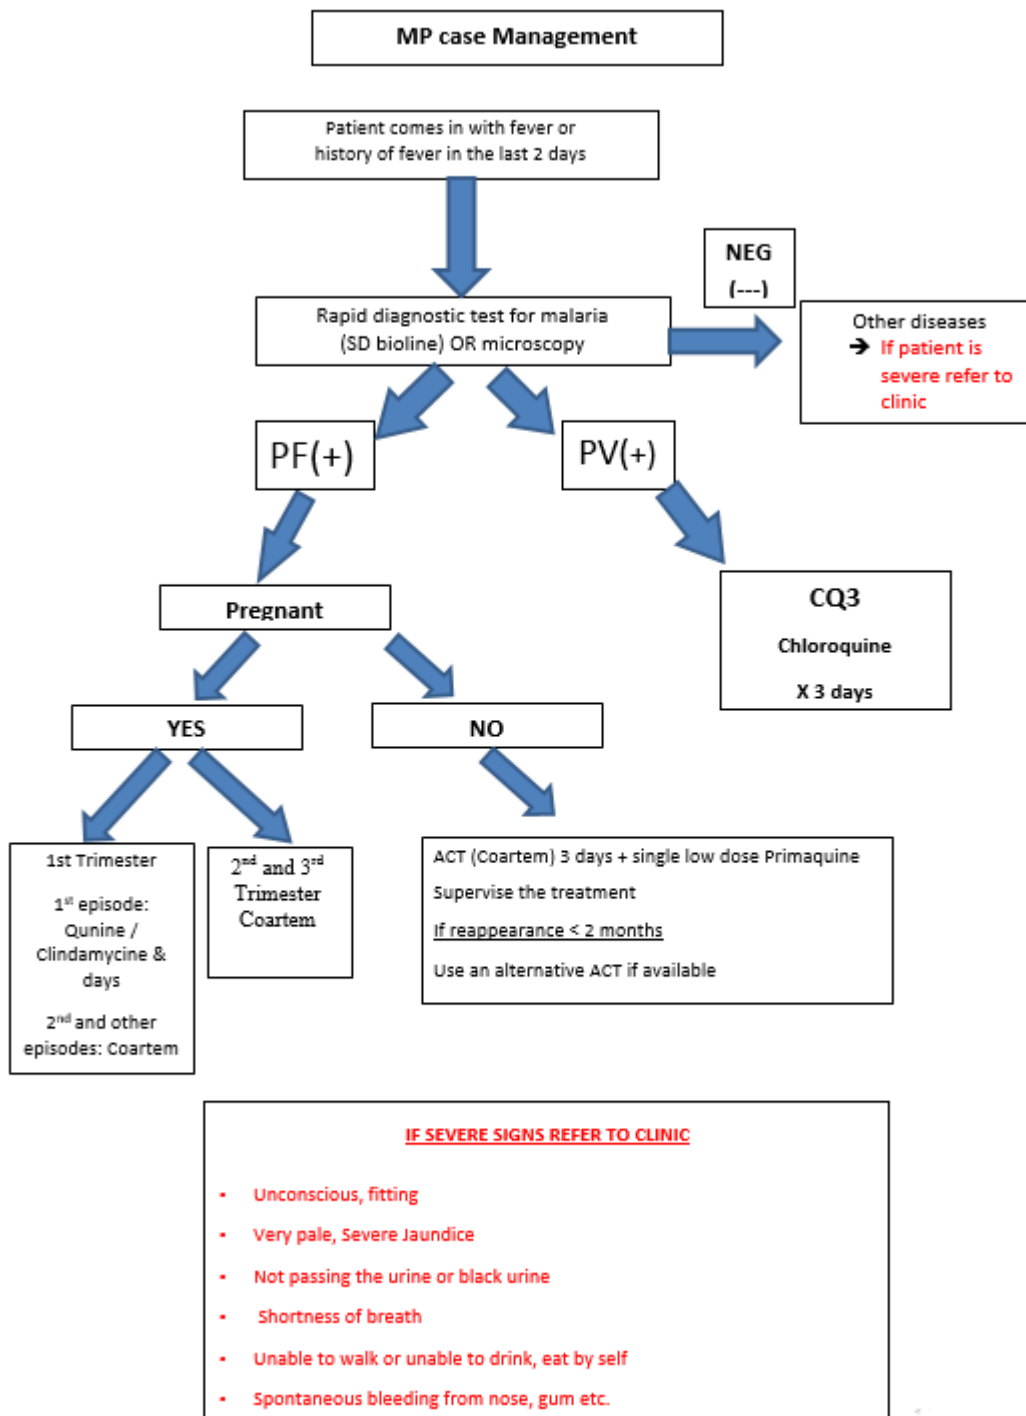 MP case Management
Patient comes in with fever or
history of fever in the last 2 days
NEG
(---)
Rapid diagnostic test for malaria
(SD bioline) OR microscopy
Other diseases
➔ If patient is
severe refer to
clinic
PF(+)
PV(+)
Pregnant
CQ3
Chloroquine
X 3 days
YES
NO
1st Trimester
1st episode:
Qunine /
Clindamycine &
days
2nd and other
episodes: Coartem
2nd and 3rd
Trimester
Coartem
ACT (Coartem) 3 days + single low dose Primaquine
Supervise the treatment
If reappearance < 2 months
Use an alternative ACT if available
IF SEVERE SIGNS REFER TO CLINIC
▪ Unconscious, fitting
▪ Very pale, Severe Jaundice
▪ Not passing the urine or black urine
▪ Shortness of breath
▪ Unable to walk or unable to drink, eat by self
▪ Spontaneous bleeding from nose, gum etc.